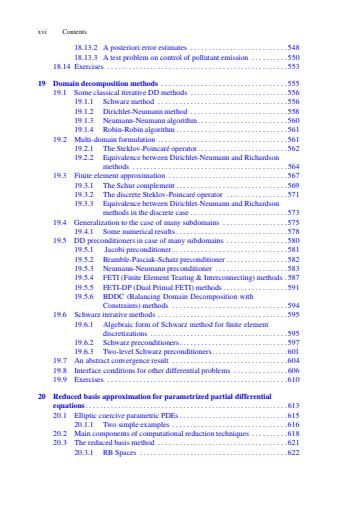 xvi Contents
18.13.2 A posteriori error estimates . . . . . . . . . . . . . . . . . . . . . . . . . 548
18.13.3 A test problem on control of pollutant emission . . . . . . . . . . 550
18.14 Exercises . . . . . . . . . . . . . . . . . . . . . . . . . . . . . . . . . . . . . . . . . . . . 553
19 Domain decomposition methods . . . . . . . . . . . . . . . . . . . . . . . . . . . . . . . 555
19.1 Some classical iterative DD methods . . . . . . . . . . . . . . . . . . . . . . . . 556
19.1.1 Schwarz method . . . . . . . . . . . . . . . . . . . . . . . . . . . . . . . . . . 556
19.1.2 Dirichlet-Neumann method . . . . . . . . . . . . . . . . . . . . . . . . . 558
19.1.3 Neumann-Neumann algorithm . . . . . . . . . . . . . . . . . . . . . . . 560
19.1.4 Robin-Robin algorithm . . . . . . . . . . . . . . . . . . . . . . . . . . . . . 561
19.2 Multi-domain formulation . . . . . . . . . . . . . . . . . . . . . . . . . . . . . . . . . 561
19.2.1 The Steklov-Poincaré operator . . . . . . . . . . . . . . . . . . . . . . . 562
19.2.2 Equivalence between Dirichlet-Neumann and Richardson
methods . . . . . . . . . . . . . . . . . . . . . . . . . . . . . . . . . . . . . . . . . 564
19.3 Finite element approximation . . . . . . . . . . . . . . . . . . . . . . . . . . . . . . 567
19.3.1 The Schur complement . . . . . . . . . . . . . . . . . . . . . . . . . . . . . 569
19.3.2 The discrete Steklov-Poincaré operator . . . . . . . . . . . . . . . . 571
19.3.3 Equivalence between Dirichlet-Neumann and Richardson
methods in the discrete case . . . . . . . . . . . . . . . . . . . . . . . . . 573
19.4 Generalization to the case of many subdomains . . . . . . . . . . . . . . . . 575
19.4.1 Some numerical results . . . . . . . . . . . . . . . . . . . . . . . . . . . . . 578
19.5 DD preconditioners in case of many subdomains . . . . . . . . . . . . . . . 580
19.5.1 Jacobi preconditioner . . . . . . . . . . . . . . . . . . . . . . . . . . . . . . 581
19.5.2 Bramble-Pasciak-Schatz preconditioner . . . . . . . . . . . . . . . . 582
19.5.3 Neumann-Neumann preconditioner . . . . . . . . . . . . . . . . . . . 583
19.5.4 FETI (Finite Element Tearing & Interconnecting) methods . 587
19.5.5 FETI-DP (Dual Primal FETI) methods . . . . . . . . . . . . . . . . . 591
19.5.6 BDDC (Balancing Domain Decomposition with
Constraints) methods . . . . . . . . . . . . . . . . . . . . . . . . . . . . . . 594
19.6 Schwarz iterative methods . . . . . . . . . . . . . . . . . . . . . . . . . . . . . . . . . 595
19.6.1 Algebraic form of Schwarz method for finite element
discretizations . . . . . . . . . . . . . . . . . . . . . . . . . . . . . . . . . . . . 595
19.6.2 Schwarz preconditioners . . . . . . . . . . . . . . . . . . . . . . . . . . . . 597
19.6.3 Two-level Schwarz preconditioners . . . . . . . . . . . . . . . . . . . . 601
19.7 An abstract convergence result . . . . . . . . . . . . . . . . . . . . . . . . . . . . . 604
19.8 Interface conditions for other differential problems . . . . . . . . . . . . . 606
19.9 Exercises . . . . . . . . . . . . . . . . . . . . . . . . . . . . . . . . . . . . . . . . . . . . . 610
20 Reduced basis approximation for parametrized partial differential
equations . . . . . . . . . . . . . . . . . . . . . . . . . . . . . . . . . . . . . . . . . . . . . . . . . . 613
20.1 Elliptic coercive parametric PDEs . . . . . . . . . . . . . . . . . . . . . . . . . . . 615
20.1.1 Two simple examples . . . . . . . . . . . . . . . . . . . . . . . . . . . . . . 616
20.2 Main components of computational reduction techniques . . . . . . . . 618
20.3 The reduced basis method . . . . . . . . . . . . . . . . . . . . . . . . . . . . . . . . . 621
20.3.1 RB Spaces . . . . . . . . . . . . . . . . . . . . . . . . . . . . . . . . . . . . . . . 622